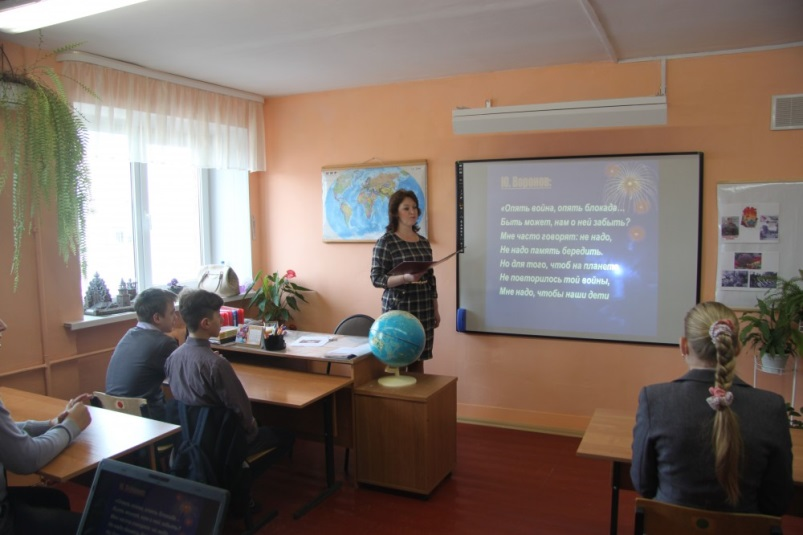 Ю. Воронов
«Опять война, опять блокада...
Быть может, нам о ней забыть?
Мне часто говорят: не надо,
Не надо память бередить.
Но для того, чтоб на планете
Не повторилось той войны,
Мне надо, чтобы наши дети